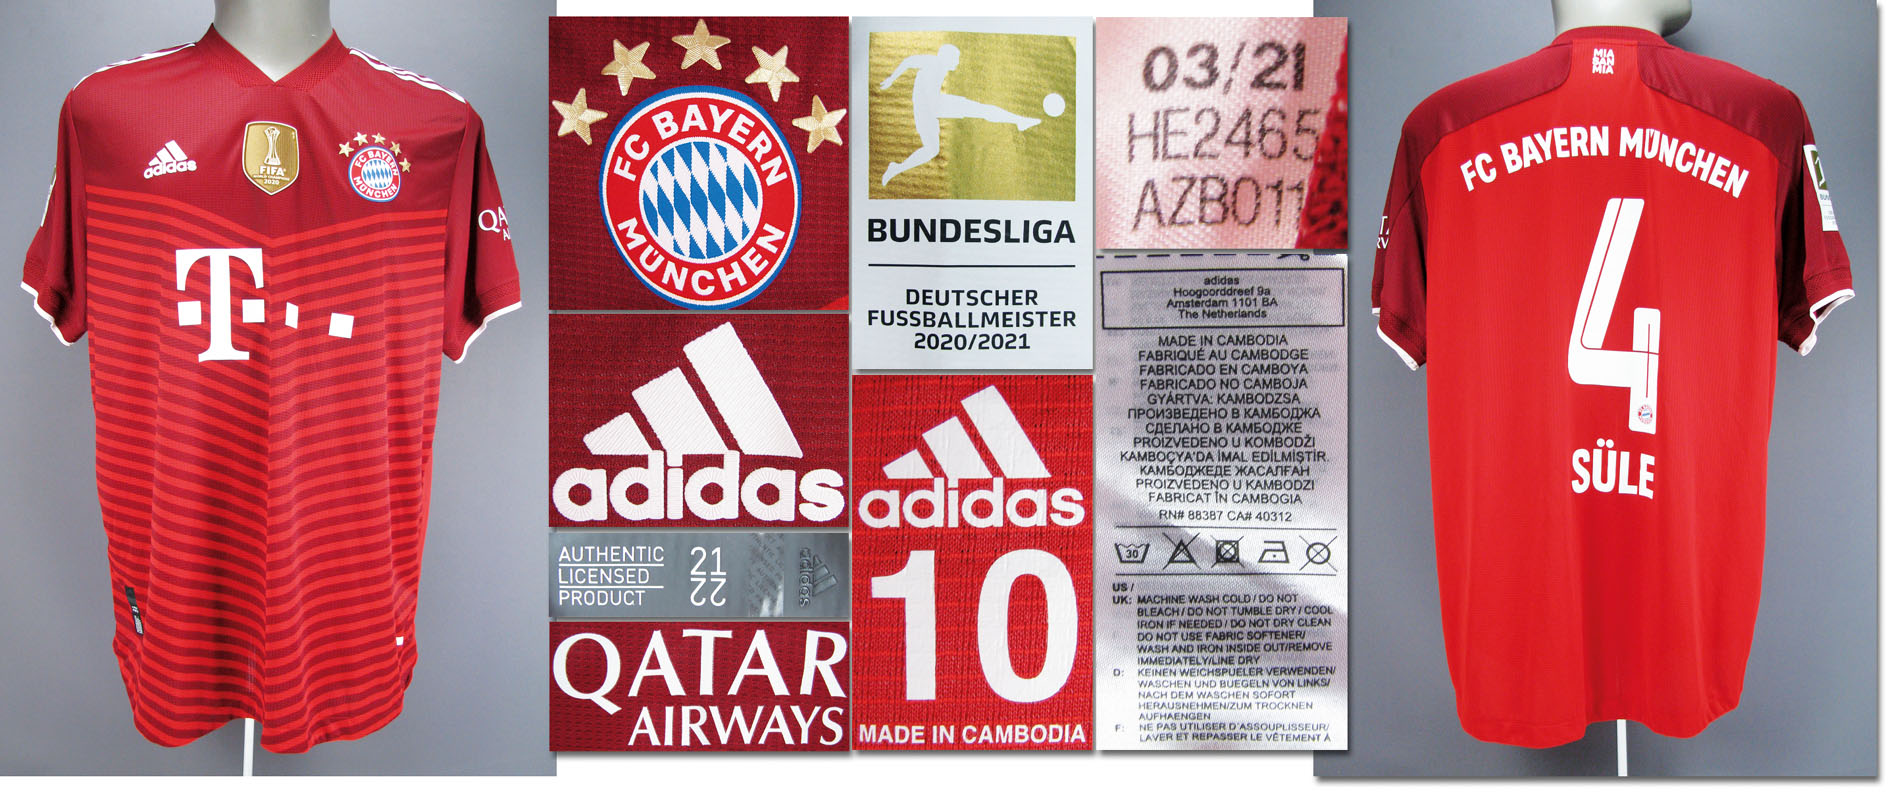 adidas
FIFA
WORLD CHAMPIONS
2020
FC BAYERN
MÜNCHEN
T
QA
A
FC BAYERN
MÜNCHEN
adidas
AUTHENTIC
LICENSED
PRODUCT
21
22
adidas
QATAR
AIRWAYS
BUNDESLIGA
DEUTSCHER
FUSSBALLMEISTER
2020/2021
adidas
10
MADE IN CAMBODIA
03/21
HE2465
AZB011
adidas
Hoogoorddreef 9a
Amsterdam 1101 BA
The Netherlands
MADE IN CAMBODIA
FABRIQUÉ AU CAMBODGE
FABRICADO EN CAMBOYA
FABRICADO NO CAMBOJA
GYÁRTVA: KAMBODZSA
ПРОИЗВЕДЕНО В КАМБОДЖА
СДЕЛАНО В КАМБОДЖЕ
PROIZVEDENO U KOMBODŽI
KAMBOÇYA'DA İMAL EDİLMİŞTİR.
КАМБОДЖЕДЕ ЖАСАЛҒАН
PROIZVEDENO U KAMBODZI
FABRICAT ÎN CAMBOGIA
RN# 88387 CA# 40312
30
US /
UK: MACHINE WASH COLD / DO NOT
BLEACH / DO NOT TUMBLE DRY / COOL
IRON IF NEEDED / DO NOT DRY CLEAN
DO NOT USE FABRIC SOFTENER/
WASH AND IRON INSIDE OUT/REMOVE
IMMEDIATELY/LINE DRY
D: KEINEN WEICHSPUELER VERWENDEN/
WASCHEN UND BUEGELN VON LINKS/
NACH DEM WASCHEN SOFORT
HERAUSNEHMEN/ZUM TROCKNEN
AUFHAENGEN
F: NE PAS UTILISER D'ASSOUPLISSEUR/
LAVER ET REPASSER LE VÊTEMENT À
MIA
SAN
MIA
FC BAYERN MÜNCHEN
4
SÜLE